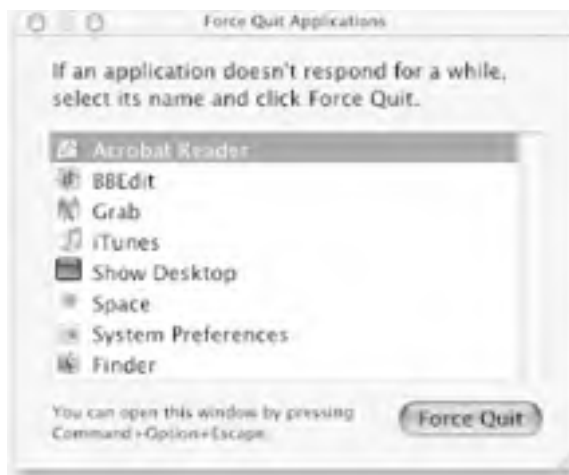 Force Quit Applications
If an application doesn't respond for a while,
select its name and click Force Quit.
Acrobat Reader
BBEdit
Grab
iTunes
Show Desktop
Space
System Preferences
Finder
You can open this window by pressing
Command+Option+Escape.
Force Quit